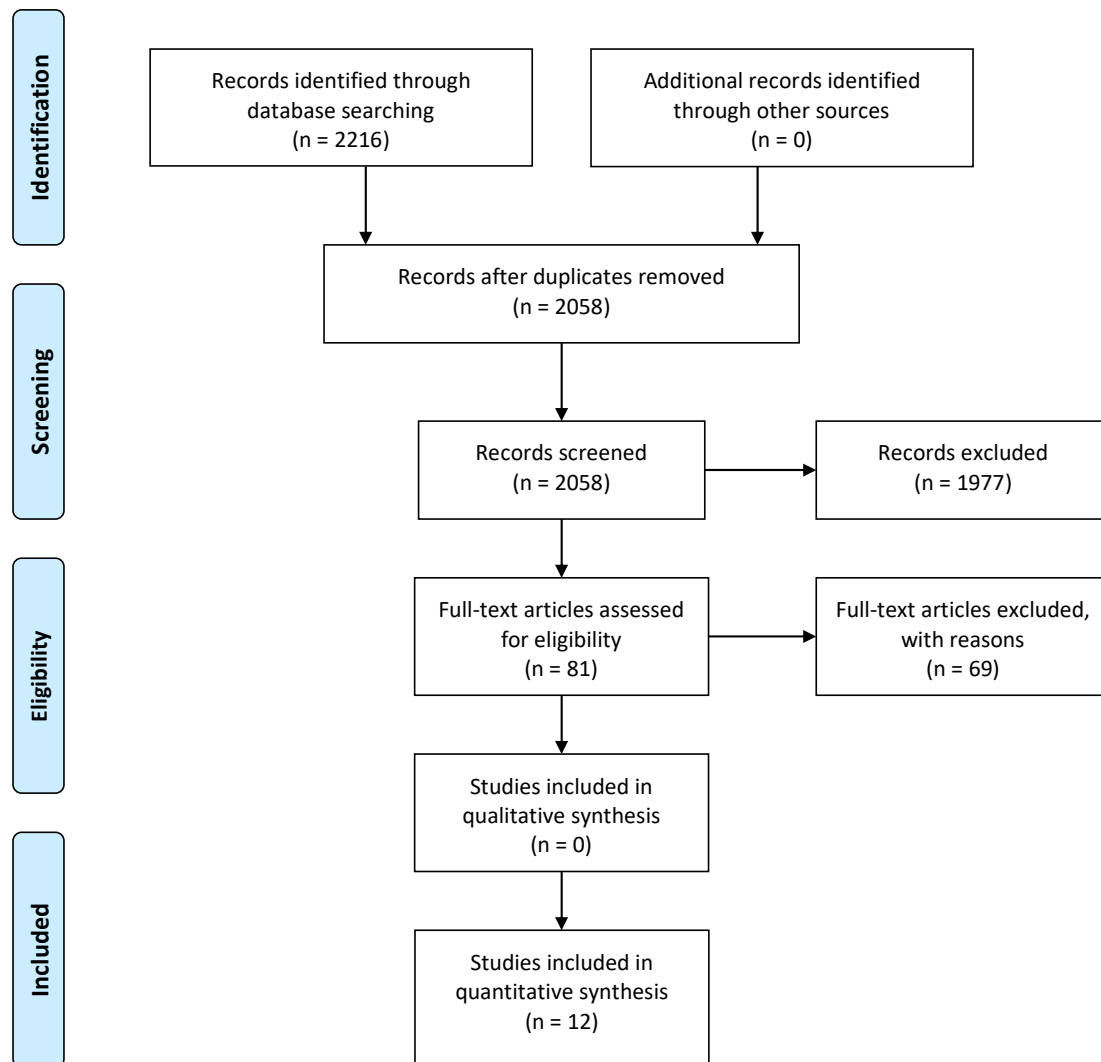 Identification
Records identified through
database searching
(n = 2216)
Additional records identified
through other sources
(n = 0)
Records after duplicates removed
(n = 2058)
Screening
Records screened
(n = 2058)
Records excluded
(n = 1977)
Eligibility
Full-text articles assessed
for eligibility
(n = 81)
Full-text articles excluded,
with reasons
(n = 69)
Studies included in
qualitative synthesis
(n = 0)
Included
Studies included in
quantitative synthesis
(n = 12)